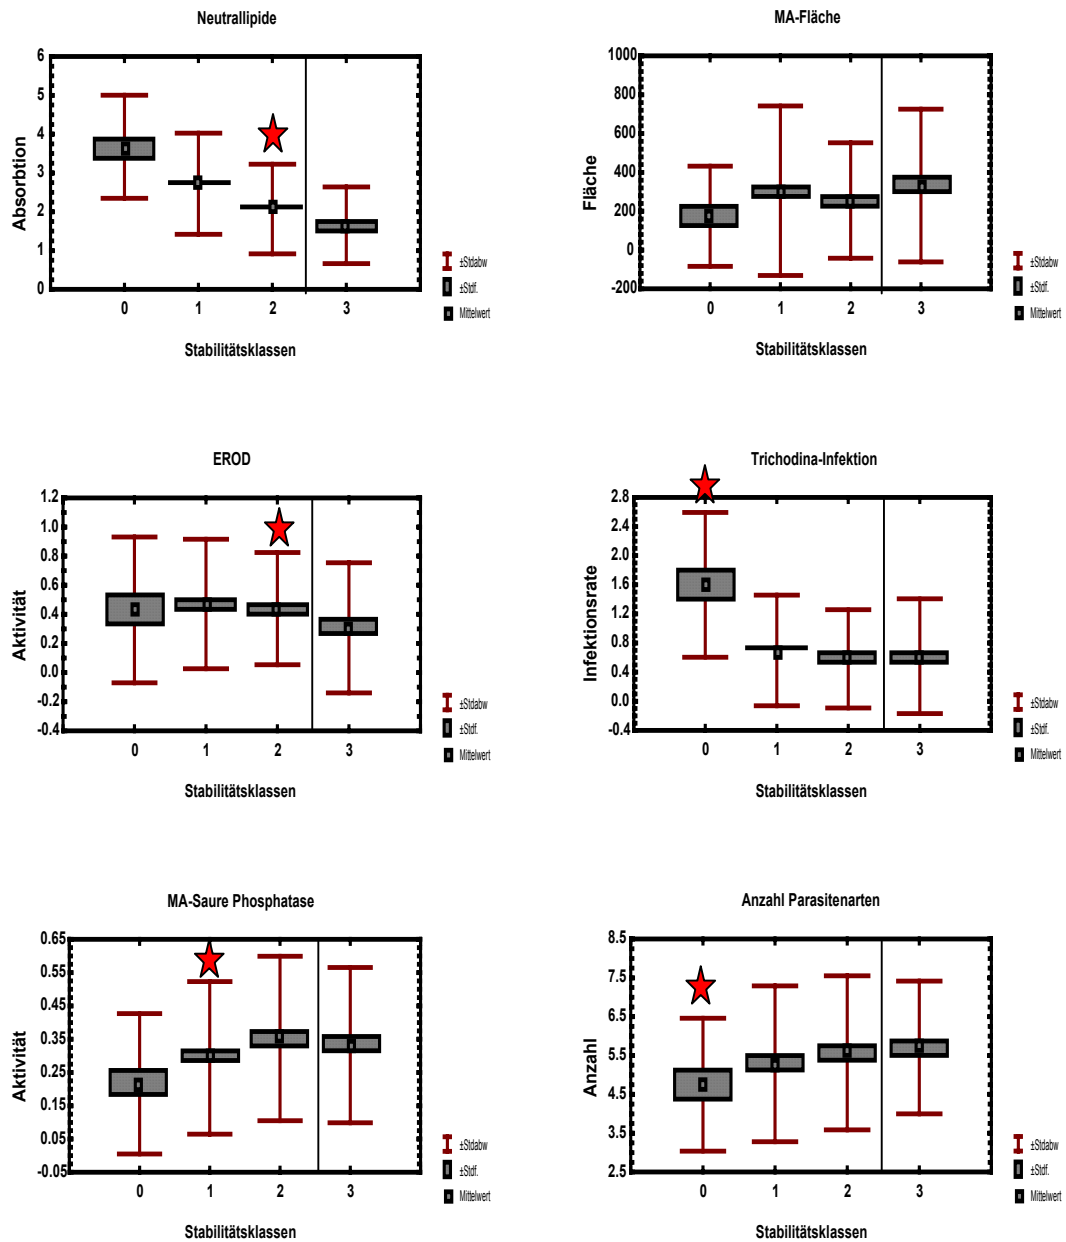 Neutrallipide
6
5
4
3
2
1
0
Absorbtion
0 1 2 3
Stabilitätsklassen
±Stdabw
±Stdf.
Mittelwert
MA-Fläche
1000
800
600
400
200
0
-200
Fläche
0 1 2 3
Stabilitätsklassen
±Stdabw
±Stdf.
Mittelwert
EROD
1.2
1.0
0.8
0.6
0.4
0.2
0.0
-0.2
-0.4
Aktivität
0 1 2 3
Stabilitätsklassen
±Stdabw
±Stdf.
Mittelwert
Trichodina-Infektion
2.8
2.4
2.0
1.6
1.2
0.8
0.4
0.0
-0.4
Infektionsrate
0 1 2 3
Stabilitätsklassen
±Stdabw
±Stdf.
Mittelwert
MA-Saure Phosphatase
0.65
0.55
0.45
0.35
0.25
0.15
0.05
-0.05
Aktivität
0 1 2 3
Stabilitätsklassen
±Stdabw
±Stdf.
Mittelwert
Anzahl Parasitenarten
8.5
7.5
6.5
5.5
4.5
3.5
2.5
Anzahl
0 1 2 3
Stabilitätsklassen
±Stdabw
±Stdf.
Mittelwert